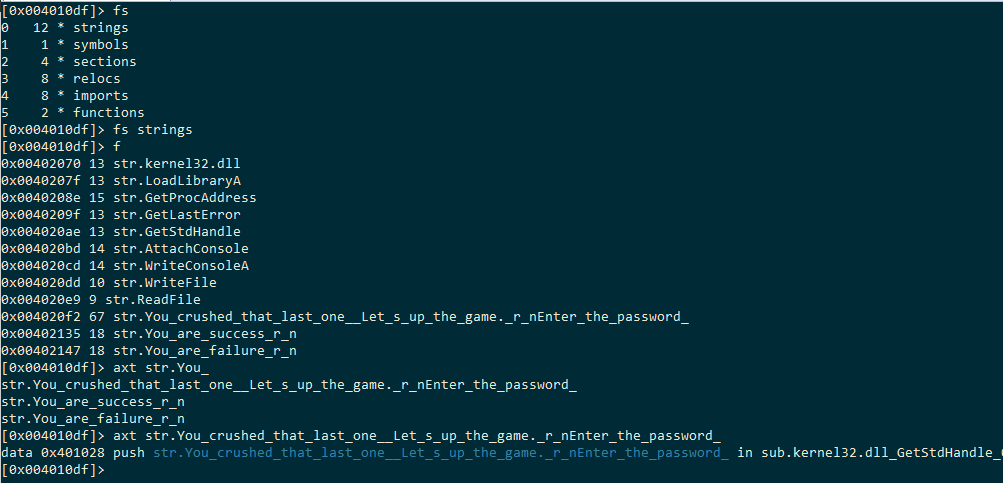 [0x004010df]> fs
0   12 * strings
1    1 * symbols
2    4 * sections
3    8 * relocs
4    8 * imports
5    2 * functions
[0x004010df]> fs strings
[0x004010df]> f
0x00402070 13 str.kernel32.dll
0x0040207f 13 str.LoadLibraryA
0x0040208e 15 str.GetProcAddress
0x0040209f 13 str.GetLastError
0x004020ae 13 str.GetStdHandle
0x004020bd 14 str.AttachConsole
0x004020cd 14 str.WriteConsoleA
0x004020dd 10 str.WriteFile
0x004020e9 9 str.ReadFile
0x004020f2 67 str.You_crushed_that_last_one__Let_s_up_the_game._r_nEnter_the_password_
0x00402135 18 str.You_are_success_r_n
0x00402147 18 str.You_are_failure_r_n
[0x004010df]> axt str.You_
str.You_crushed_that_last_one__Let_s_up_the_game._r_nEnter_the_password_
str.You_are_success_r_n
str.You_are_failure_r_n
[0x004010df]> axt str.You_crushed_that_last_one__Let_s_up_the_game._r_nEnter_the_password_
data 0x401028 push str.You_crushed_that_last_one__Let_s_up_the_game._r_nEnter_the_password_ in sub.kernel32.dll_GetStdHandle_
[0x004010df]>